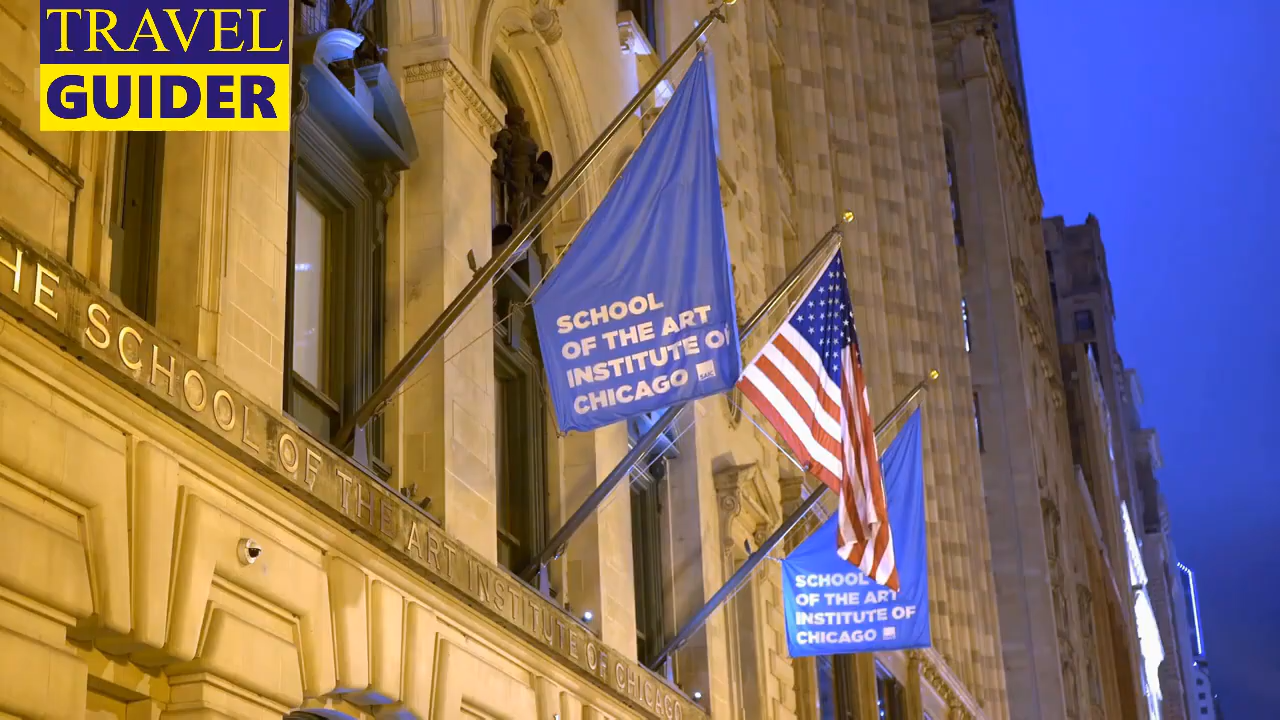 TRAVEL
GUIDER
HE SCHOOL OF THE ART INSTITUTE OF CHICAGO
SCHOOL
OF THE ART
INSTITUTE OF
CHICAGO
SCHOOL
OF THE ART
INSTITUTE OF
CHICAGO